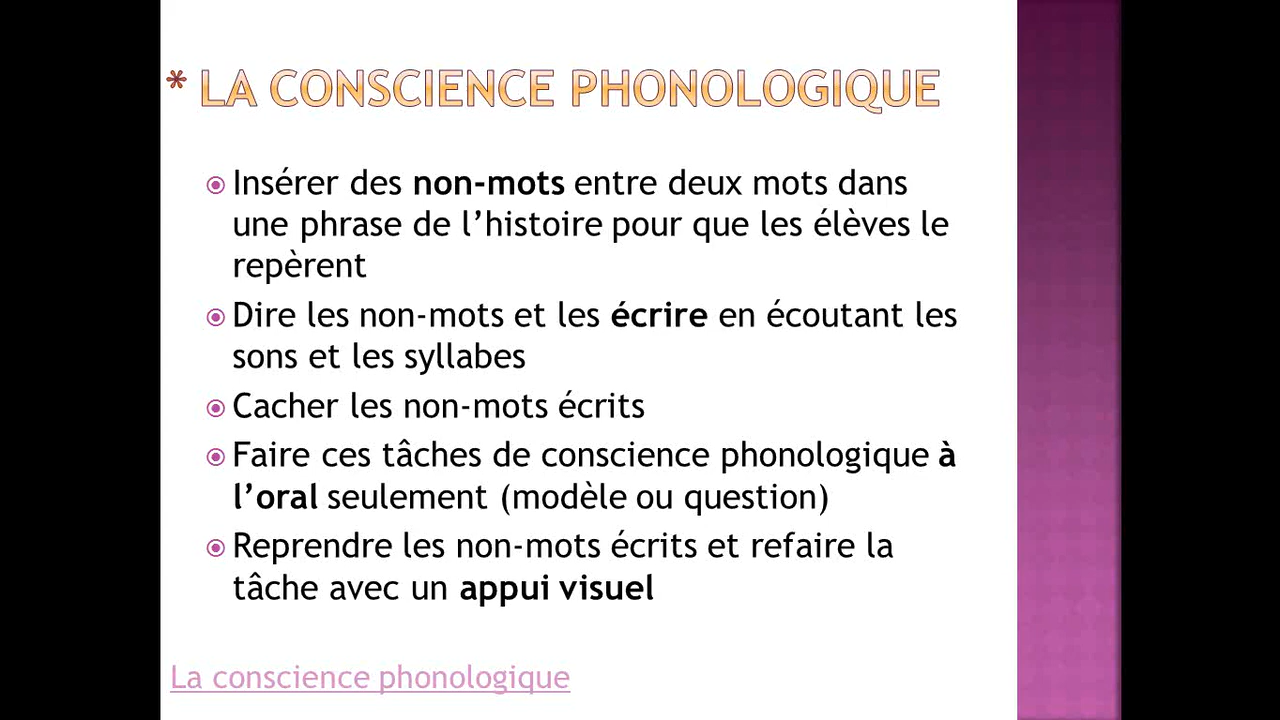 * LA CONSCIENCE PHONOLOGIQUE
Insérer des non-mots entre deux mots dans
une phrase de l’histoire pour que les élèves le
repèrent
Dire les non-mots et les écrire en écoutant les
sons et les syllabes
Cacher les non-mots écrits
Faire ces tâches de conscience phonologique à
l’oral seulement (modèle ou question)
Reprendre les non-mots écrits et refaire la
tâche avec un appui visuel
La conscience phonologique